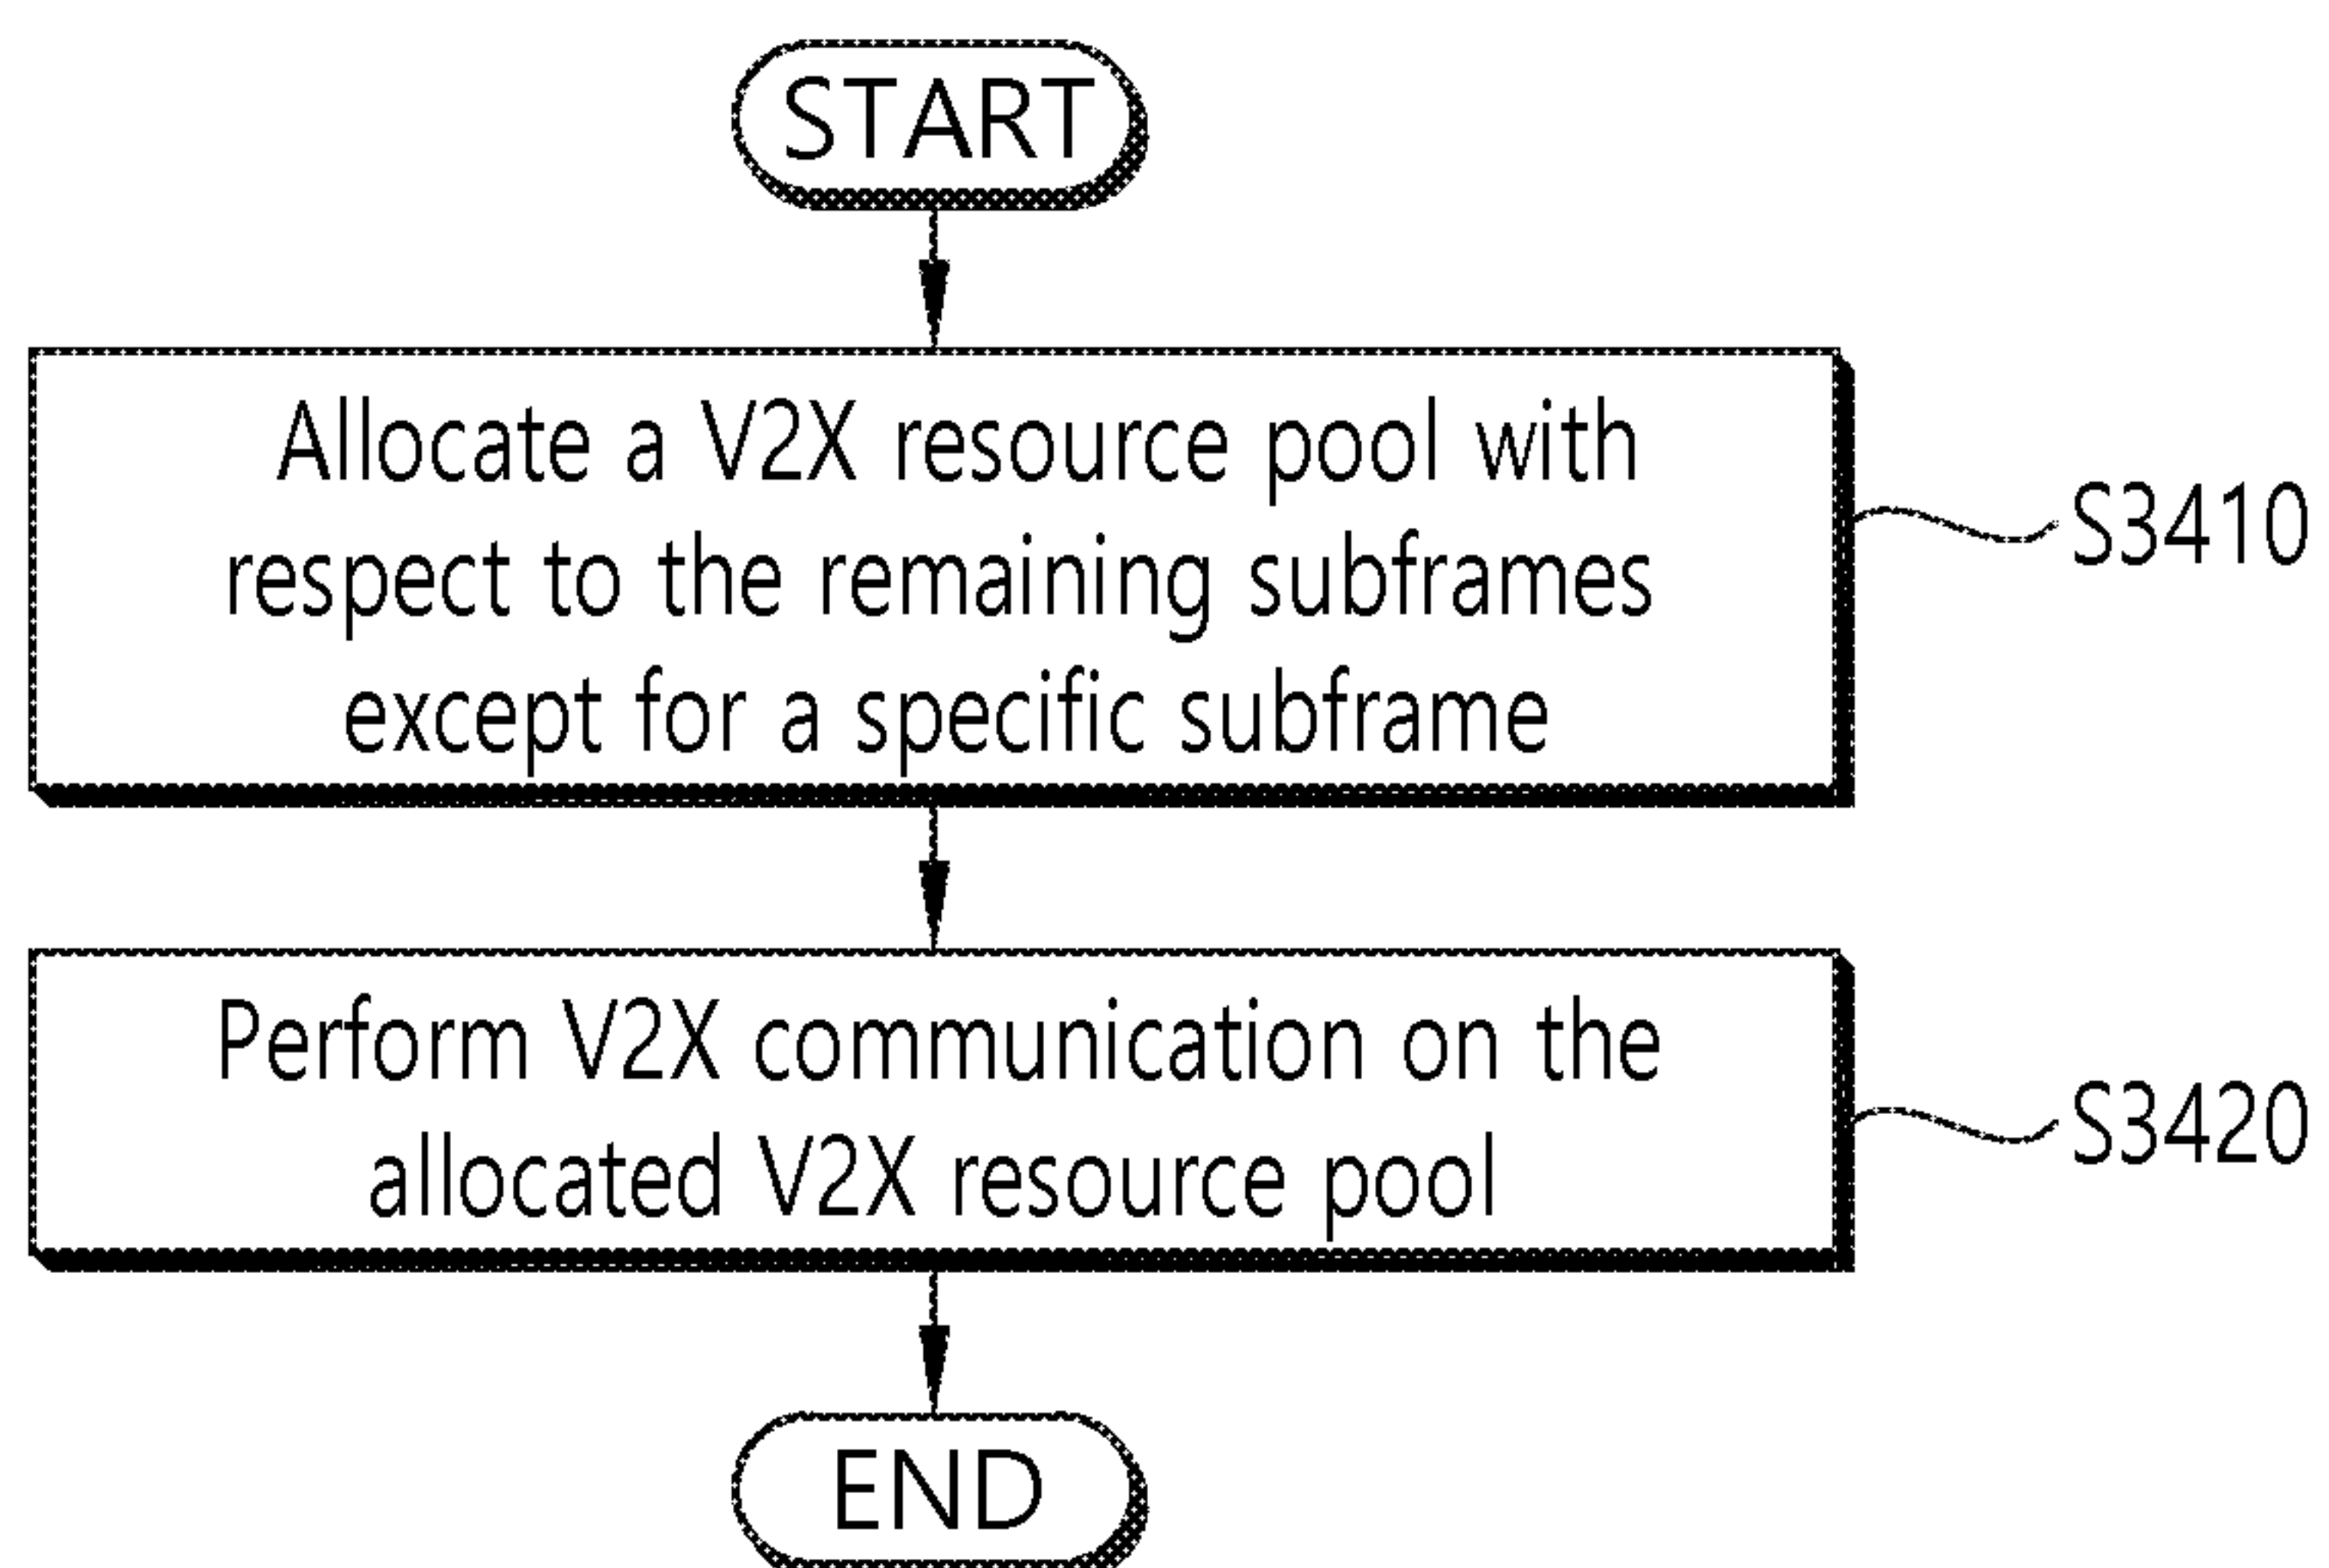 START
Allocate a V2X resource pool with
respect to the remaining subframes
except for a specific subframe
S3410
Perform V2X communication on the
allocated V2X resource pool
S3420
END